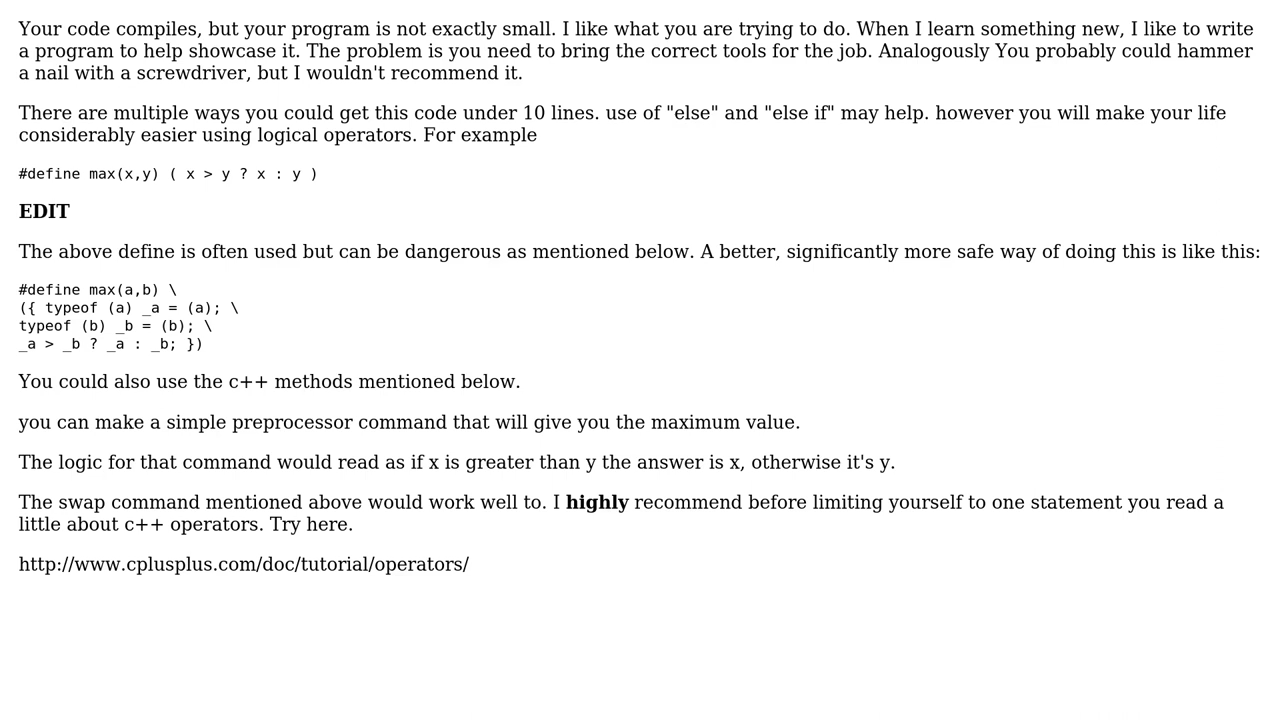 Your code compiles, but your program is not exactly small. I like what you are trying to do. When I learn something new, I like to write
a program to help showcase it. The problem is you need to bring the correct tools for the job. Analogously You probably could hammer
a nail with a screwdriver, but I wouldn't recommend it.
There are multiple ways you could get this code under 10 lines. use of "else" and "else if" may help. however you will make your life
considerably easier using logical operators. For example
#define max(x,y) ( x > y ? x : y )
EDIT
The above define is often used but can be dangerous as mentioned below. A better, significantly more safe way of doing this is like this:
#define max(a,b) \
({ typeof (a) _a = (a); \
typeof (b) _b = (b); \
_a > _b ? _a : _b; })
You could also use the c++ methods mentioned below.
you can make a simple preprocessor command that will give you the maximum value.
The logic for that command would read as if x is greater than y the answer is x, otherwise it's y.
The swap command mentioned above would work well to. I highly recommend before limiting yourself to one statement you read a
little about c++ operators. Try here.
http://www.cplusplus.com/doc/tutorial/operators/